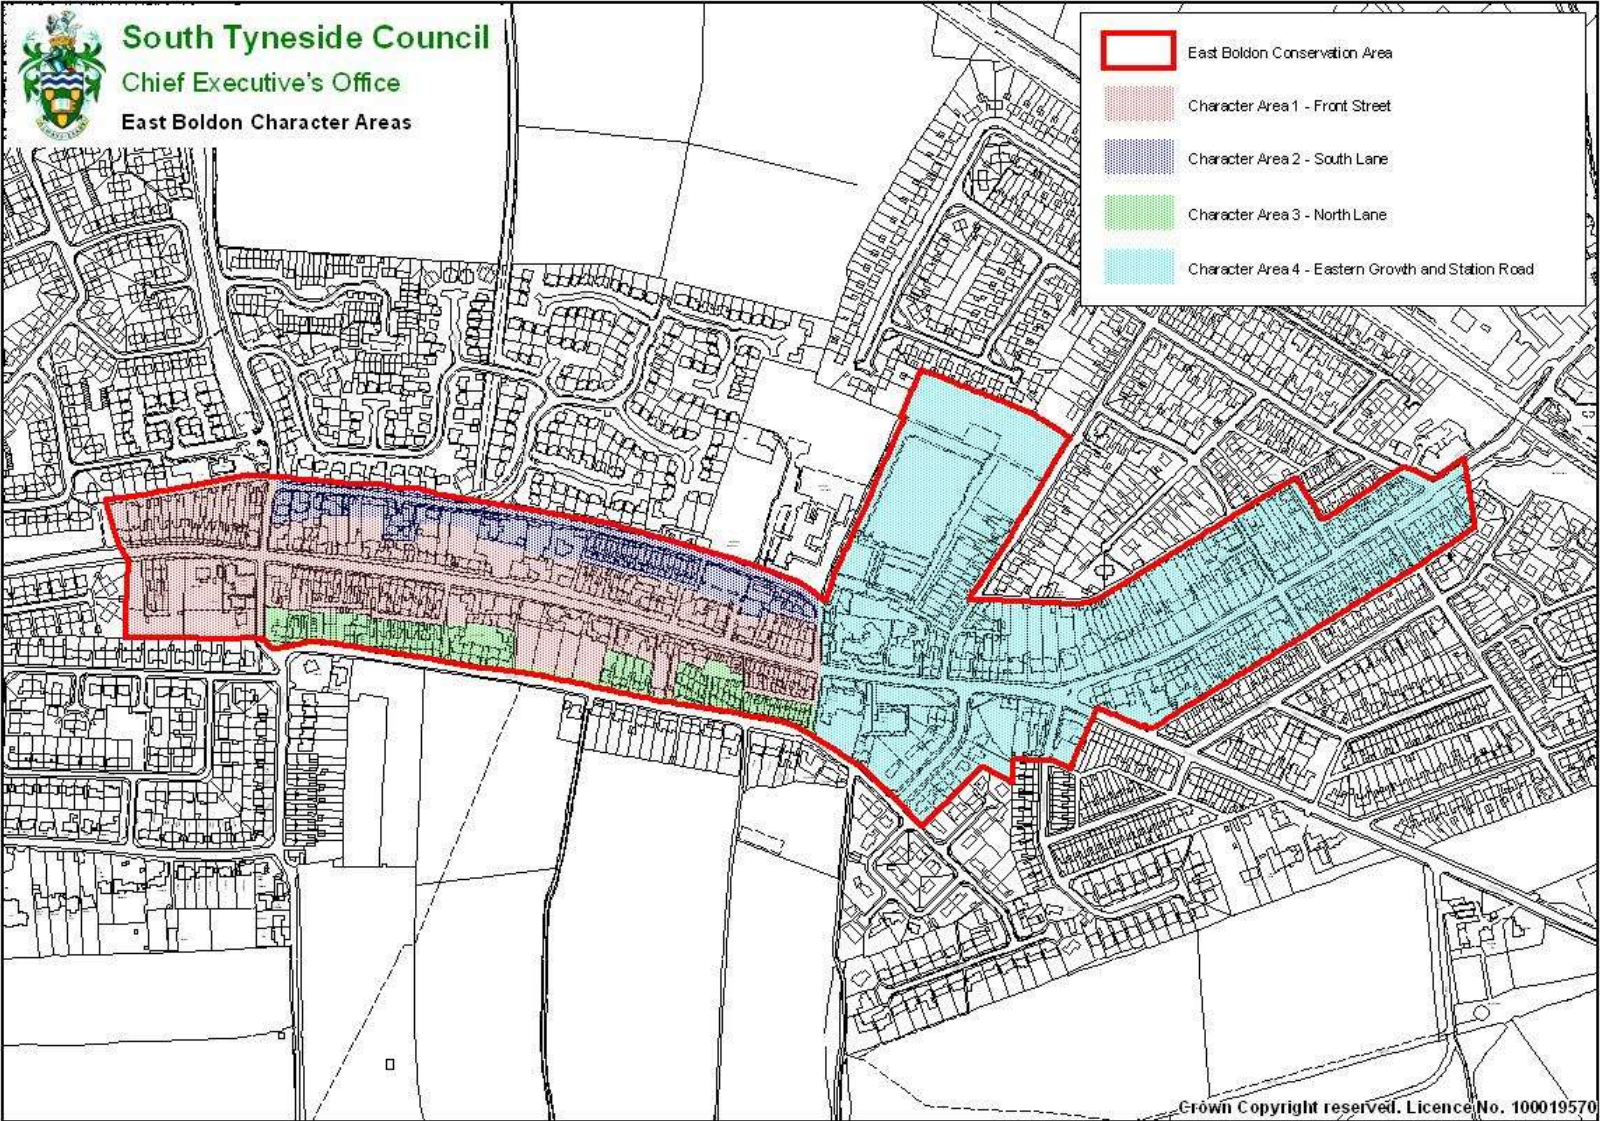 South Tyneside Council
Chief Executive's Office
East Boldon Character Areas
East Boldon Conservation Area
Character Area 1 - Front Street
Character Area 2 - South Lane
Character Area 3 - North Lane
Character Area 4 - Eastern Growth and Station Road
Crown Copyright reserved. Licence No. 100019570